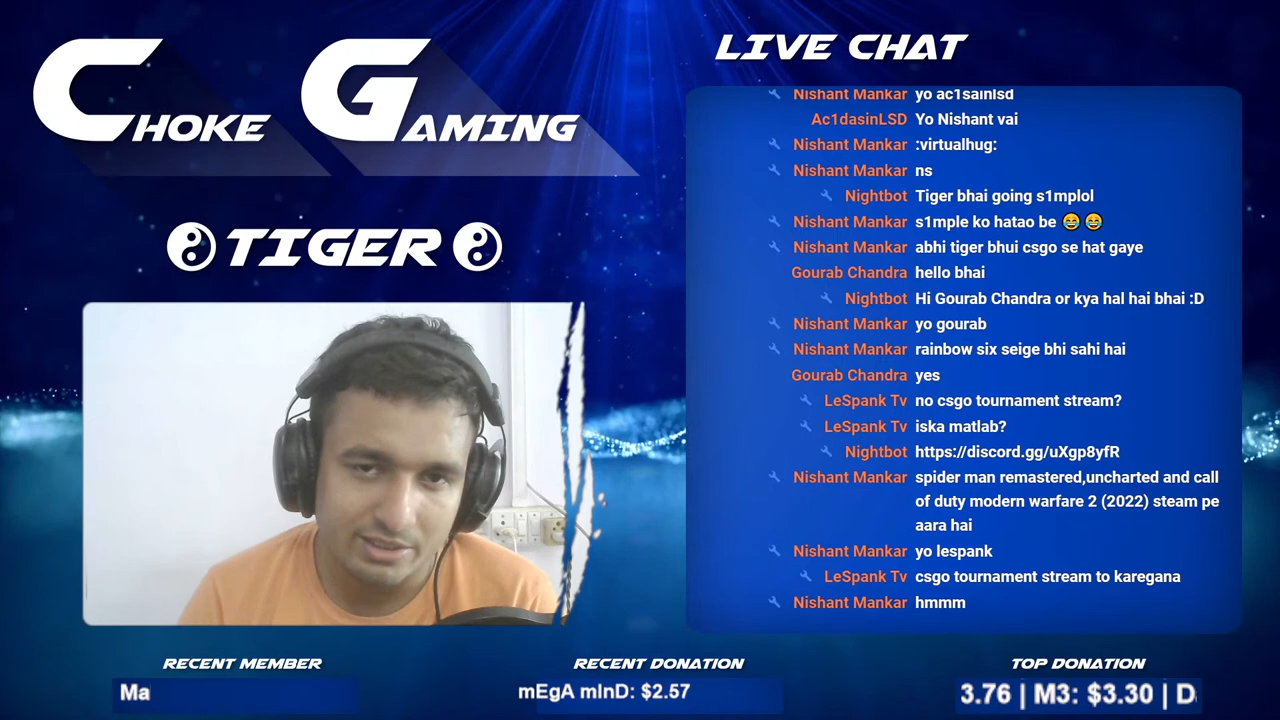 CHOKE GAMING
LIVE CHAT
TIGER
Nishant Mankar yo ac1sainlsd
Ac1dasinLSD Yo Nishant vai
Nishant Mankar :virtualhug:
Nishant Mankar ns
Nightbot Tiger bhai going s1mplol
Nishant Mankar s1mple ko hatao be 😂 😂
Nishant Mankar abhi tiger bhui csgo se hat gaye
Gourab Chandra hello bhai
Nightbot Hi Gourab Chandra or kya hal hai bhai :D
Nishant Mankar yo gourab
Nishant Mankar rainbow six seige bhi sahi hai
Gourab Chandra yes
LeSpank Tv no csgo tournament stream?
LeSpank Tv iska matlab?
Nightbot https://discord.gg/uXgp8yfR
Nishant Mankar spider man remastered,uncharted and call
of duty modern warfare 2 (2022) steam pe
aara hai
Nishant Mankar yo lespank
LeSpank Tv csgo tournament stream to karegana
Nishant Mankar hmmm
RECENT MEMBER
Ma
RECENT DONATION
mEgA mInD: $2.57
TOP DONATION
3.76 | M3: $3.30 | D